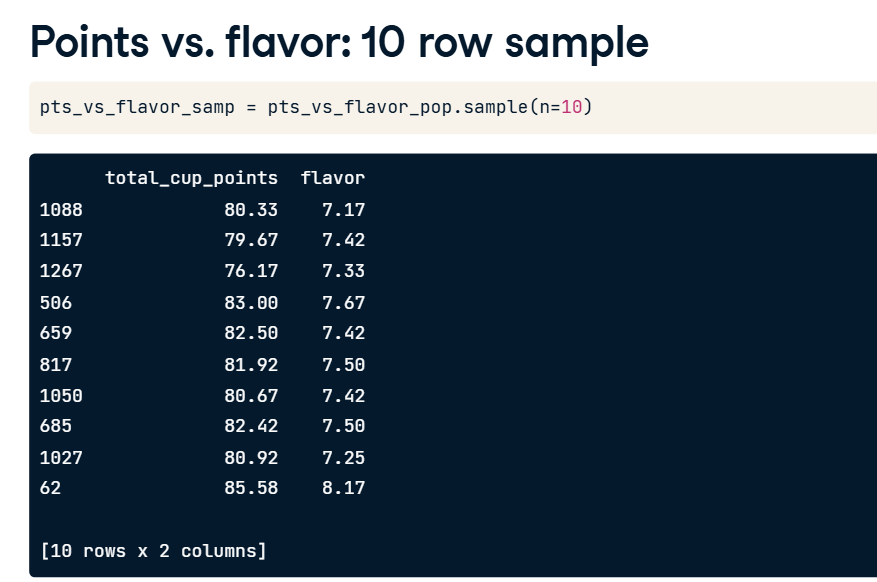 Points vs. flavor: 10 row sample
pts_vs_flavor_samp = pts_vs_flavor_pop.sample(n=10)
total_cup_points flavor
1088 80.33 7.17
1157 79.67 7.42
1267 76.17 7.33
506 83.00 7.67
659 82.50 7.42
817 81.92 7.50
1050 80.67 7.42
685 82.42 7.50
1027 80.92 7.25
62 85.58 8.17
[10 rows x 2 columns]